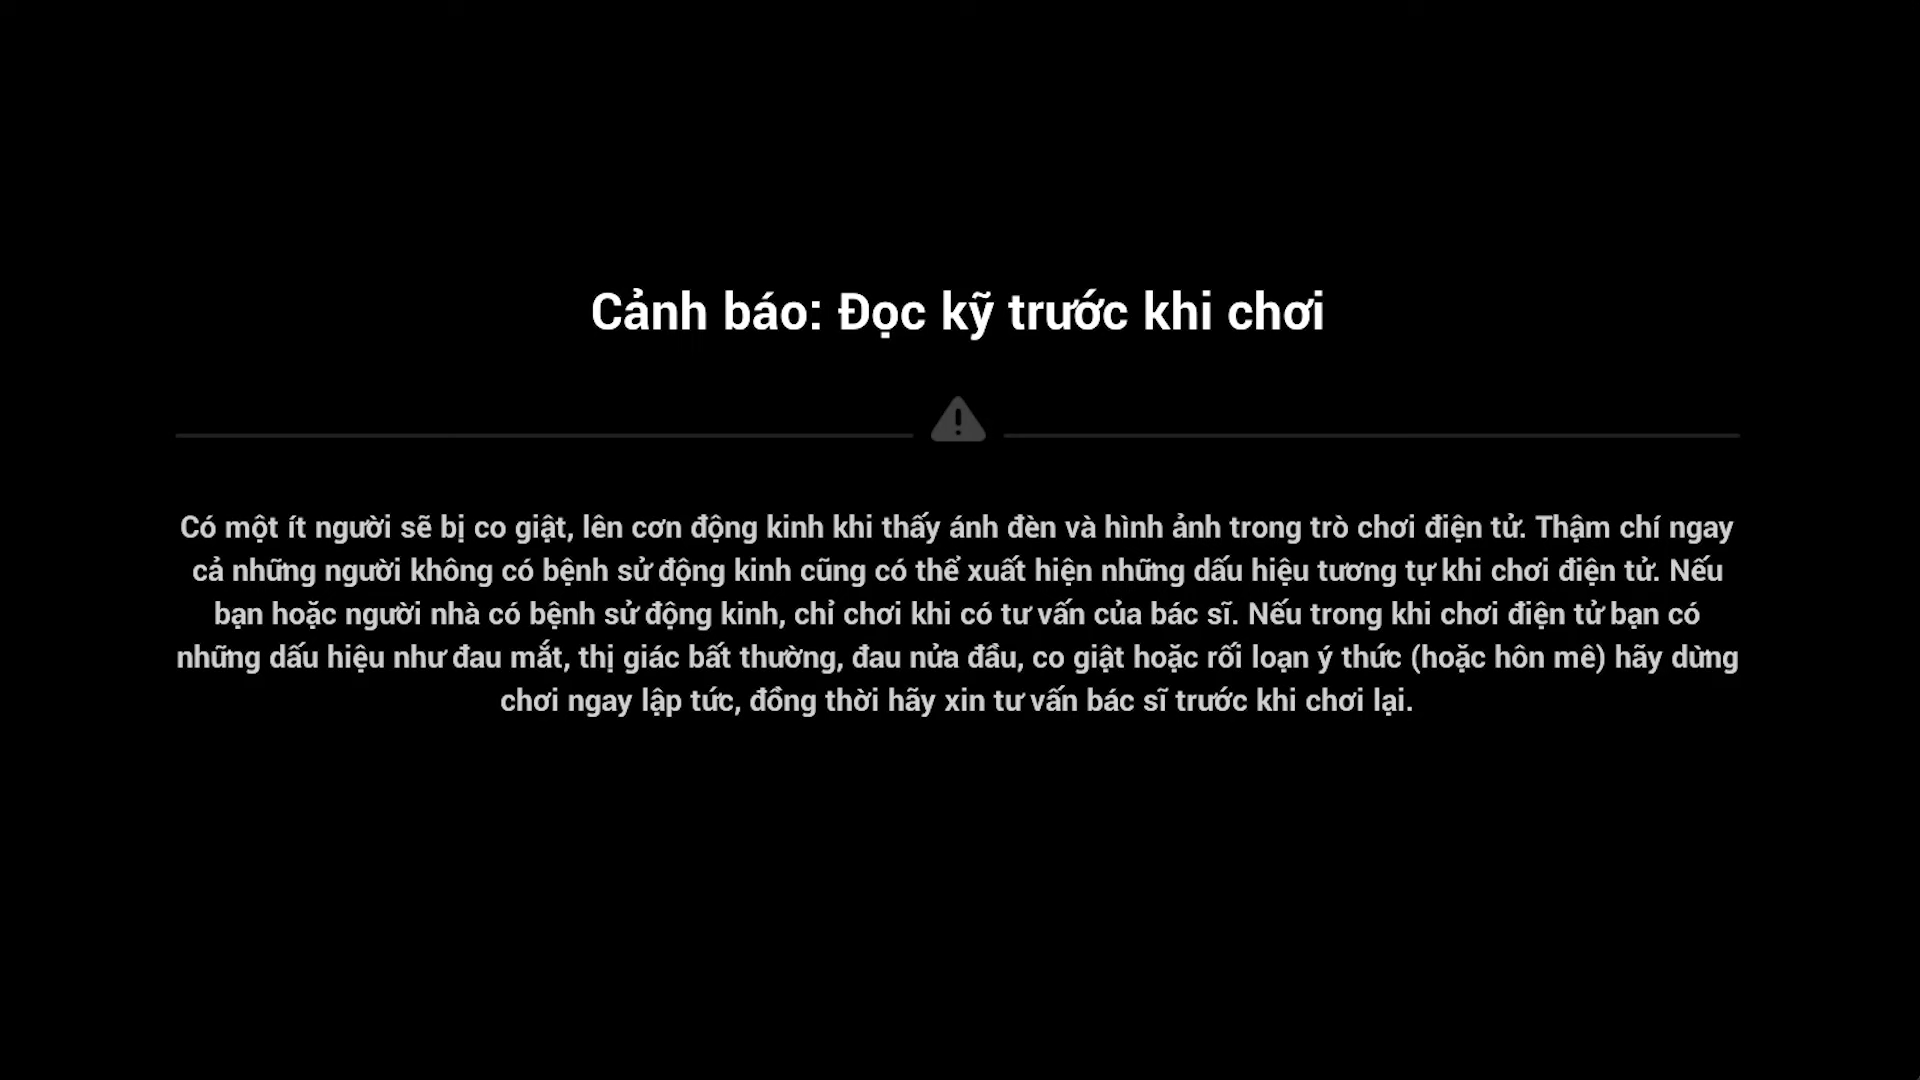 Cảnh báo: Đọc kỹ trước khi chơi
Có một ít người sẽ bị co giật, lên cơn động kinh khi thấy ánh đèn và hình ảnh trong trò chơi điện tử. Thậm chí ngay
cả những người không có bệnh sử động kinh cũng có thể xuất hiện những dấu hiệu tương tự khi chơi điện tử. Nếu
bạn hoặc người nhà có bệnh sử động kinh, chỉ chơi khi có tư vấn của bác sĩ. Nếu trong khi chơi điện tử bạn có
những dấu hiệu như đau mắt, thị giác bất thường, đau nửa đầu, co giật hoặc rối loạn ý thức (hoặc hôn mê) hãy dừng
chơi ngay lập tức, đồng thời hãy xin tư vấn bác sĩ trước khi chơi lại.